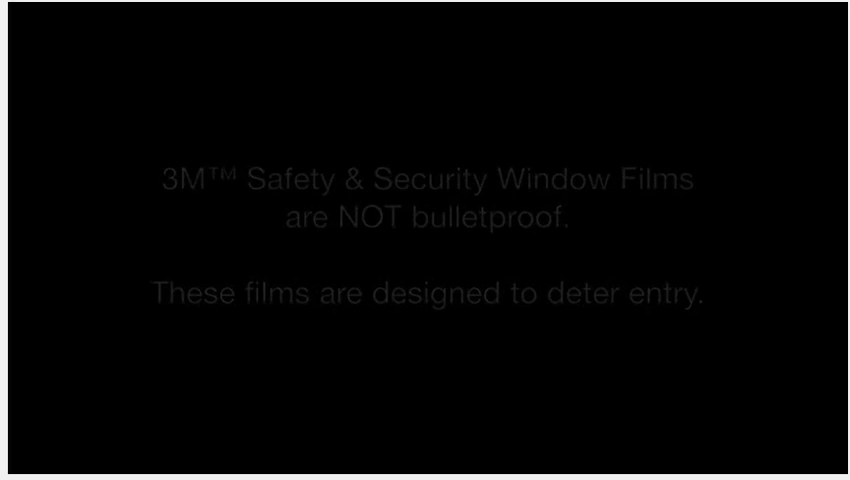 3M™ Safety & Security Window Films
are NOT bulletproof.
These films are designed to deter entry.